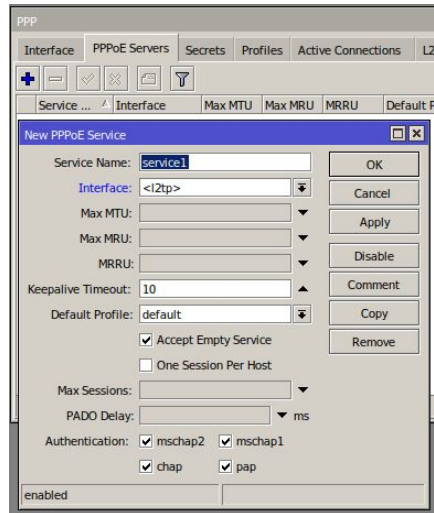 PPP
Interface PPPoE Servers Secrets Profiles Active Connections L2
Service ... Interface Max MTU Max MRU MRRU Default P
New PPPoE Service
Service Name: service1 OK
Interface: <l2tp> Cancel
Max MTU: Apply
Max MRU:
MRRU: Disable
Keepalive Timeout: 10 Comment
Default Profile: default Copy
Accept Empty Service Remove
One Session Per Host
Max Sessions:
PADO Delay: ms
Authentication: mschap2 mschap1
chap pap
enabled